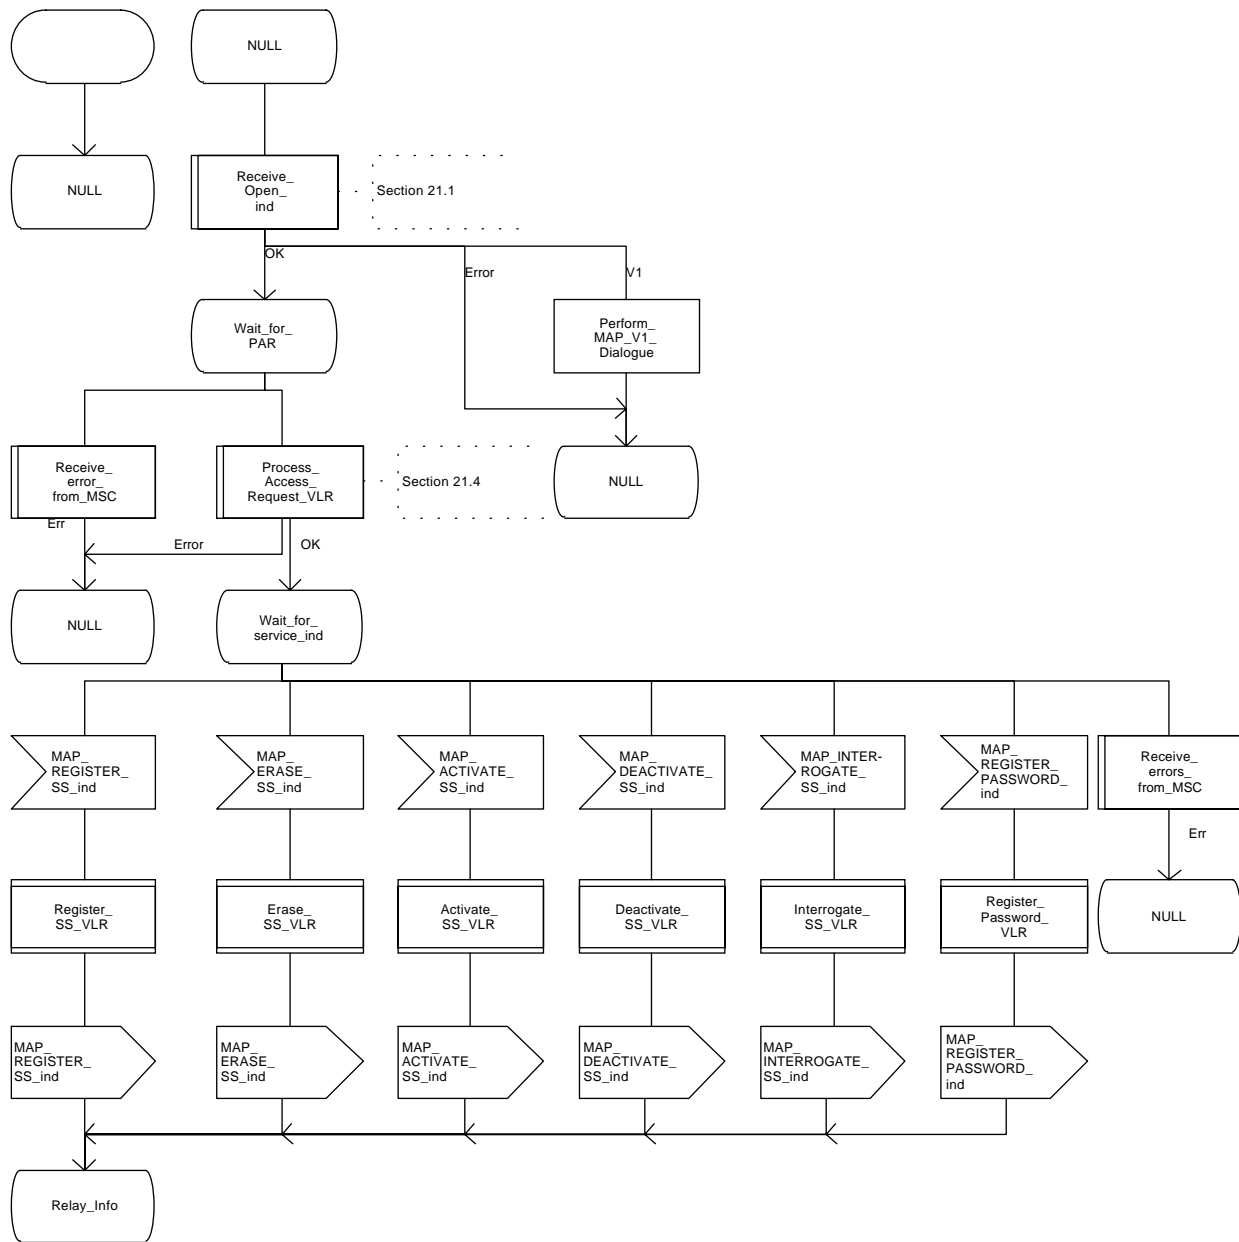 NULL
NULL
Receive_
Open_
ind
Section 21.1
OK
Error
V1
Wait_for_
PAR
Perform_
MAP_V1_
Dialogue
Receive_
error_
from_MSC
Process_
Access_
Request_VLR
Section 21.4
NULL
Err
Error
OK
NULL
Wait_for_
service_ind
MAP_
REGISTER_
SS_ind
MAP_
ERASE_
SS_ind
MAP_
ACTIVATE_
SS_ind
MAP_
DEACTIVATE_
SS_ind
MAP_INTER-
ROGATE_
SS_ind
MAP_
REGISTER_
PASSWORD_
ind
Receive_
errors_
from_MSC
Err
Register_
SS_VLR
Erase_
SS_VLR
Activate_
SS_VLR
Deactivate_
SS_VLR
Interrogate_
SS_VLR
Register_
Password_
VLR
NULL
MAP_
REGISTER_
SS_ind
MAP_
ERASE_
SS_ind
MAP_
ACTIVATE_
SS_ind
MAP_
DEACTIVATE_
SS_ind
MAP_
INTERROGATE_
SS_ind
MAP_
REGISTER_
PASSWORD_
ind
Relay_Info